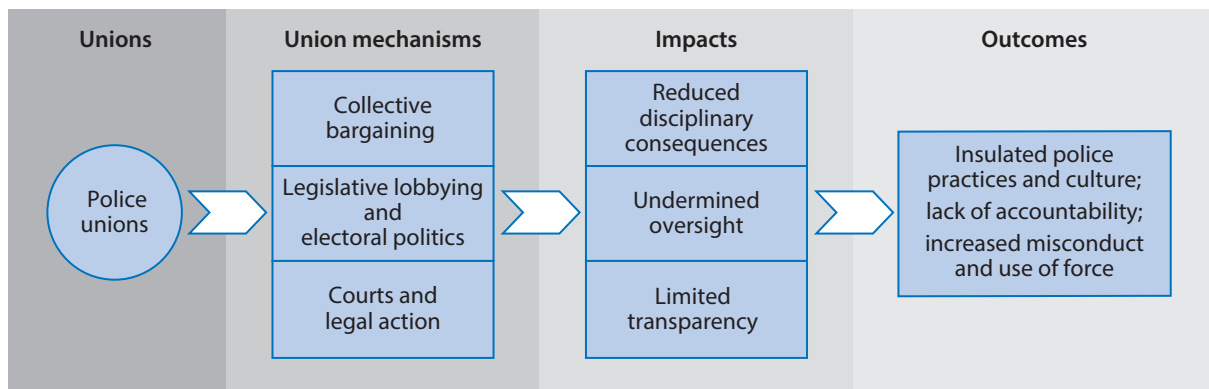 Unions
Union mechanisms
Impacts
Outcomes
Police
unions
Collective
bargaining
Legislative lobbying
and
electoral politics
Courts and
legal action
Reduced
disciplinary
consequences
Undermined
oversight
Limited
transparency
Insulated police
practices and culture;
lack of accountability;
increased misconduct
and use of force